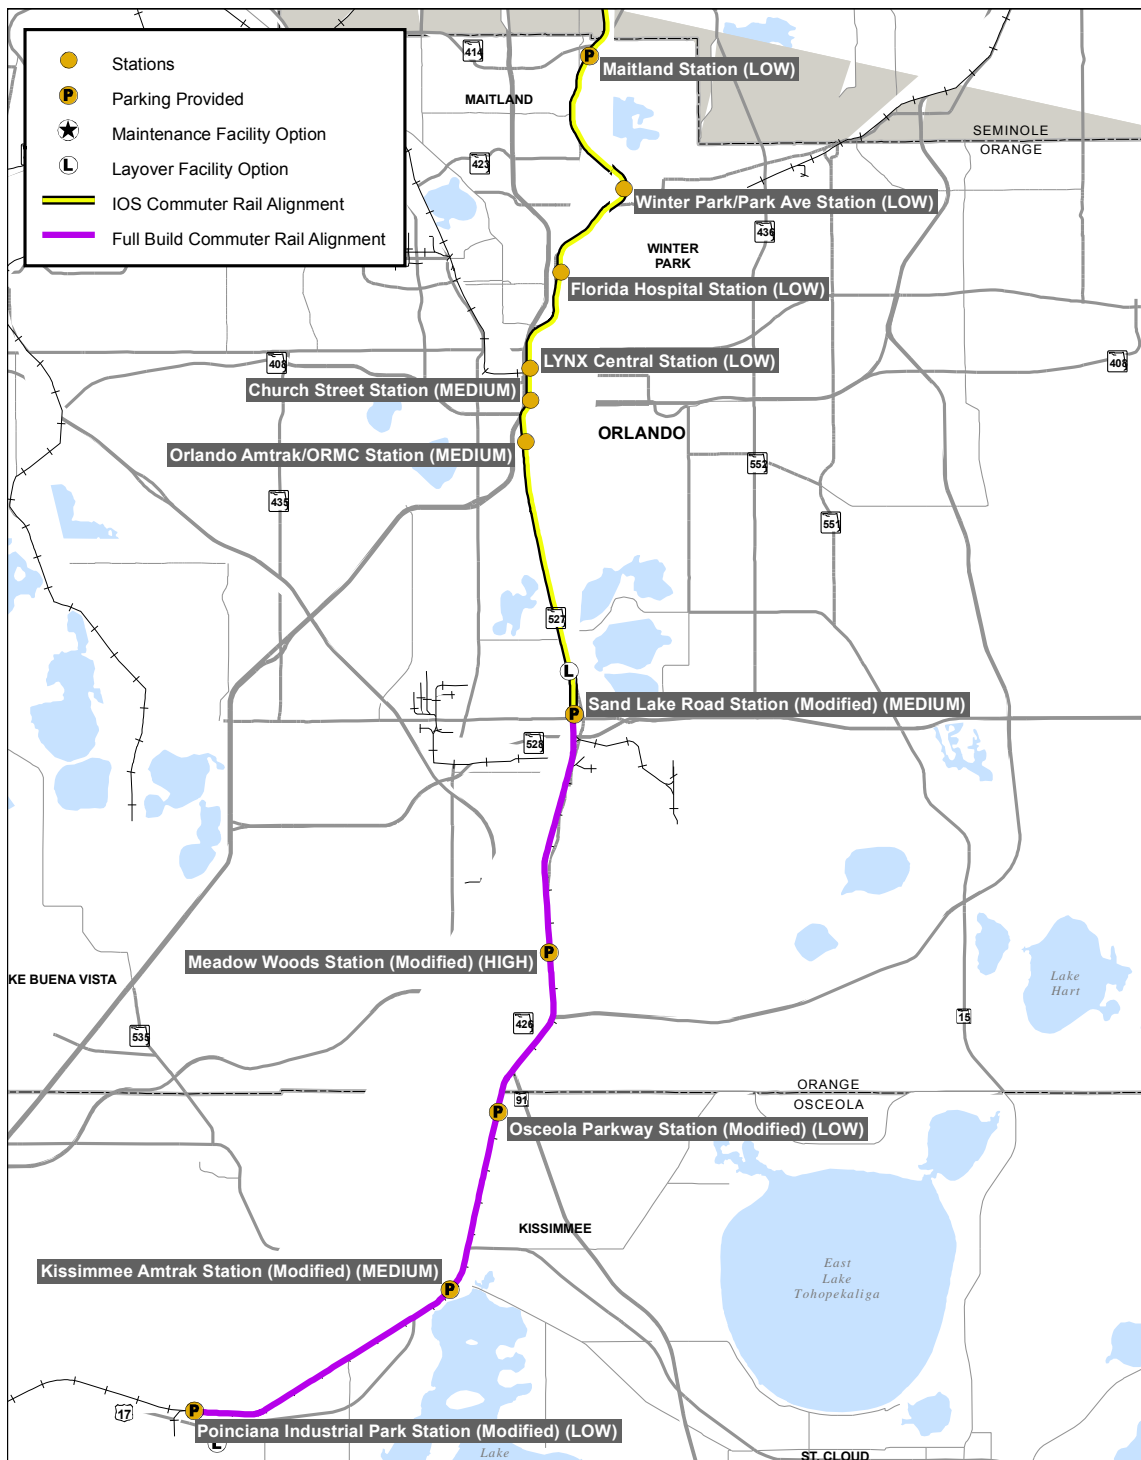 Stations
Parking Provided
Maintenance Facility Option
Layover Facility Option
IOS Commuter Rail Alignment
Full Build Commuter Rail Alignment
P
L
414
P
Maitland Station (LOW)
MAITLAND
SEMINOLE
ORANGE
423
Winter Park/Park Ave Station (LOW)
436
WINTER
PARK
Florida Hospital Station (LOW)
LYNX Central Station (LOW)
408
408
Church Street Station (MEDIUM)
ORLANDO
Orlando Amtrak/ORMC Station (MEDIUM)
552
435
551
527
L
Sand Lake Road Station (Modified) (MEDIUM)
P
528
Meadow Woods Station (Modified) (HIGH)
P
KE BUENA VISTA
Lake
Hart
15
426
535
ORANGE
OSCEOLA
91
P
Osceola Parkway Station (Modified) (LOW)
KISSIMMEE
Kissimmee Amtrak Station (Modified) (MEDIUM)
P
East
Lake
Tohopekaliga
P
17
Poinciana Industrial Park Station (Modified) (LOW)
L
Lake
ST. CLOUD